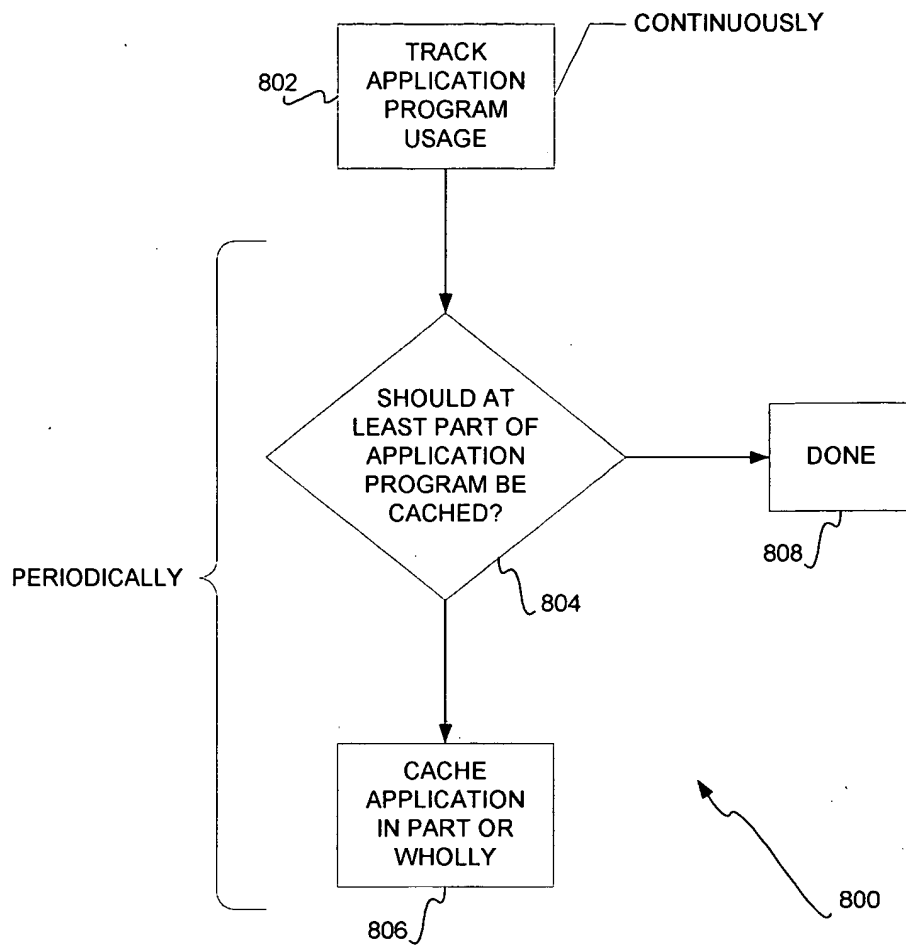 CONTINUOUSLY
802
TRACK
APPLICATION
PROGRAM
USAGE
SHOULD AT
LEAST PART OF
APPLICATION
PROGRAM BE
CACHED?
804
DONE
808
PERIODICALLY
CACHE
APPLICATION
IN PART OR
WHOLLY
806
800